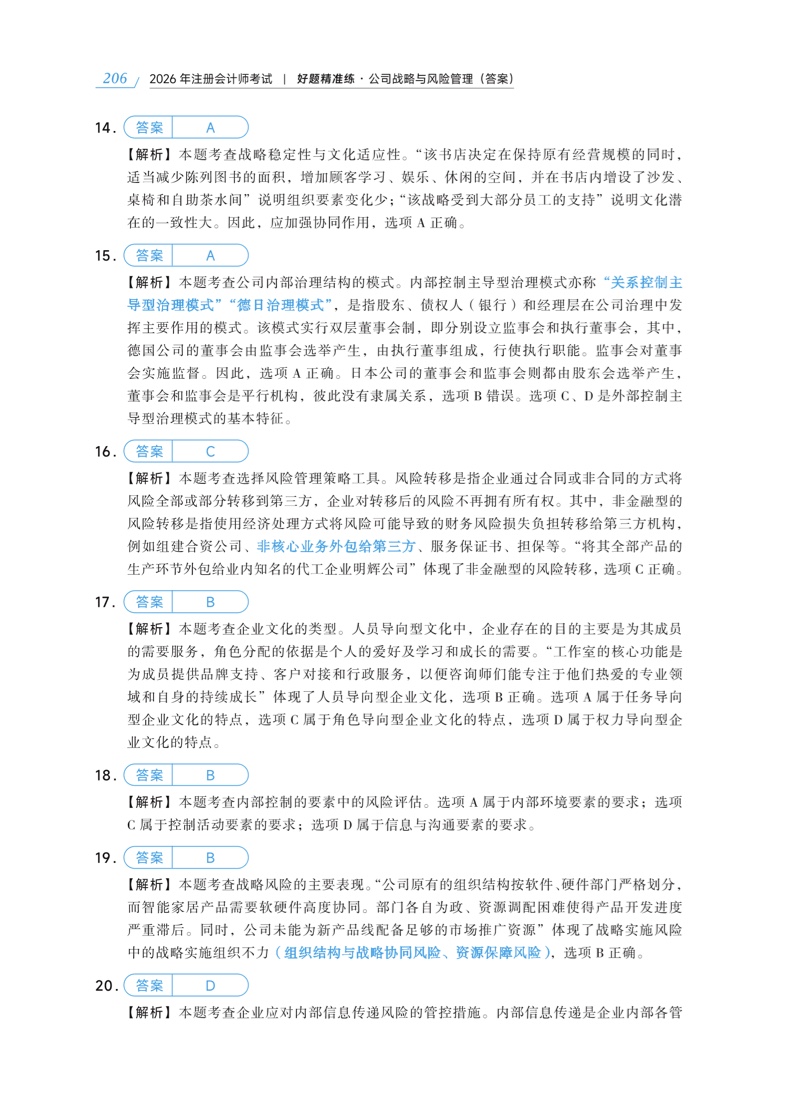 206 2026 年注册会计师考试 | 好题精准练·公司战略与风险管理（答案）
14. 答案 A
【解析】本题考查战略稳定性与文化适应性。“该书店决定在保持原有经营规模的同时，
适当减少陈列图书的面积，增加顾客学习、娱乐、休闲的空间，并在书店内增设了沙发、
桌椅和自助茶水间”说明组织要素变化少；“该战略受到大部分员工的支持”说明文化潜
在的一致性大。因此，应加强协同作用，选项 A 正确。
15. 答案 A
【解析】本题考查公司内部治理结构的模式。内部控制主导型治理模式亦称“关系控制主
导型治理模式”“德日治理模式”，是指股东、债权人（银行）和经理层在公司治理中发
挥主要作用的模式。该模式实行双层董事会制，即分别设立监事会和执行董事会，其中，
德国公司的董事会由监事会选举产生，由执行董事组成，行使执行职能。监事会对董事
会实施监督。因此，选项 A 正确。日本公司的董事会和监事会则都由股东会选举产生，
董事会和监事会是平行机构，彼此没有隶属关系，选项 B 错误。选项 C、D 是外部控制主
导型治理模式的基本特征。
16. 答案 C
【解析】本题考查选择风险管理策略工具。风险转移是指企业通过合同或非合同的方式将
风险全部或部分转移到第三方，企业对转移后的风险不再拥有所有权。其中，非金融型的
风险转移是指使用经济处理方式将风险可能导致的财务风险损失负担转移给第三方机构，
例如组建合资公司、非核心业务外包给第三方、服务保证书、担保等。“将其全部产品的
生产环节外包给业内知名的代工企业明辉公司”体现了非金融型的风险转移，选项 C 正确。
17. 答案 B
【解析】本题考查企业文化的类型。人员导向型文化中，企业存在的目的主要是为其成员
的需要服务，角色分配的依据是个人的爱好及学习和成长的需要。“工作室的核心功能是
为成员提供品牌支持、客户对接和行政服务，以便咨询师们能专注于他们热爱的专业领
域和自身的持续成长”体现了人员导向型企业文化，选项 B 正确。选项 A 属于任务导向
型企业文化的特点，选项 C 属于角色导向型企业文化的特点，选项 D 属于权力导向型企
业文化的特点。
18. 答案 B
【解析】本题考查内部控制的要素中的风险评估。选项 A 属于内部环境要素的要求；选项
C 属于控制活动要素的要求；选项 D 属于信息与沟通要素的要求。
19. 答案 B
【解析】本题考查战略风险的主要表现。“公司原有的组织结构按软件、硬件部门严格划分，
而智能家居产品需要软硬件高度协同。部门各自为政、资源调配困难使得产品开发进度
严重滞后。同时，公司未能为新产品线配备足够的市场推广资源”体现了战略实施风险
中的战略实施组织不力（组织结构与战略协同风险、资源保障风险），选项 B 正确。
20. 答案 D
【解析】本题考查企业应对内部信息传递风险的管控措施。内部信息传递是企业内部各管